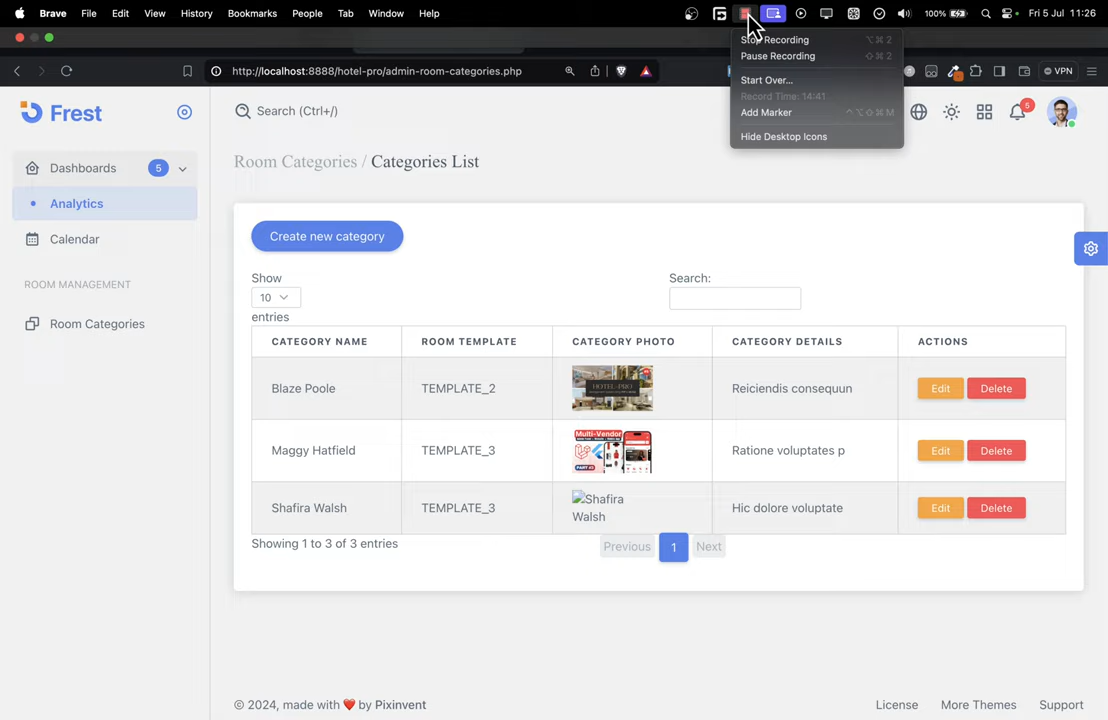 Brave File Edit View History Bookmarks People Tab Window Help 100% Fri 5 Jul 11:26
Stop Recording ⌥⌘2
Pause Recording ⇧⌘2
Start Over...
Record Time: 14:41
Add Marker ^⌥⇧⌘M
Hide Desktop Icons
http://localhost:8888/hotel-pro/admin-room-categories.php VPN
Frest
Search (Ctrl+/)
5
Dashboards 5
Analytics
Calendar
ROOM MANAGEMENT
Room Categories
Room Categories / Categories List
Create new category
Show
10
entries
Search:
CATEGORY NAME ROOM TEMPLATE CATEGORY PHOTO CATEGORY DETAILS ACTIONS
Blaze Poole TEMPLATE_2 HOTEL-PRO Reiciendis consequun Edit Delete
Multi-Vendor
Maggy Hatfield TEMPLATE_3 Ratione voluptates p Edit Delete
Shafira Walsh TEMPLATE_3 Shafira Walsh Hic dolore voluptate Edit Delete
Showing 1 to 3 of 3 entries
Previous 1 Next
© 2024, made with ❤️ by Pixinvent
License More Themes Support